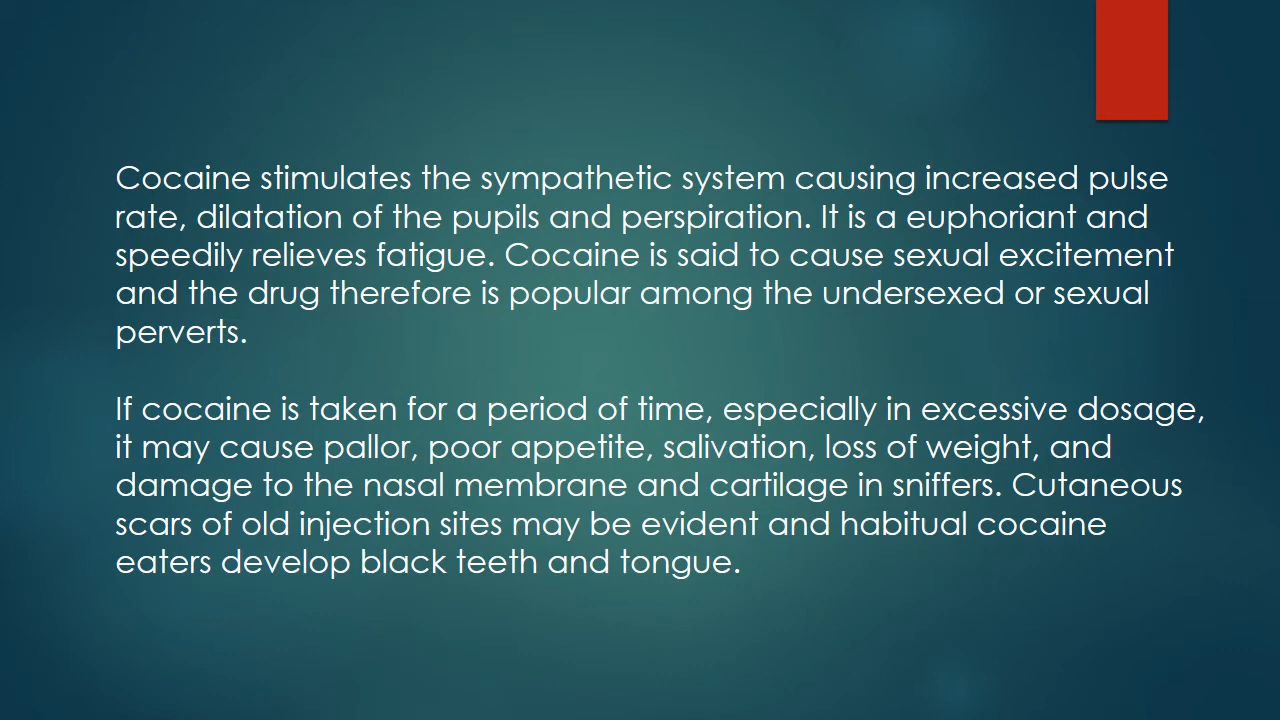 Cocaine stimulates the sympathetic system causing increased pulse
rate, dilatation of the pupils and perspiration. It is a euphoriant and
speedily relieves fatigue. Cocaine is said to cause sexual excitement
and the drug therefore is popular among the undersexed or sexual
perverts.
If cocaine is taken for a period of time, especially in excessive dosage,
it may cause pallor, poor appetite, salivation, loss of weight, and
damage to the nasal membrane and cartilage in sniffers. Cutaneous
scars of old injection sites may be evident and habitual cocaine
eaters develop black teeth and tongue.